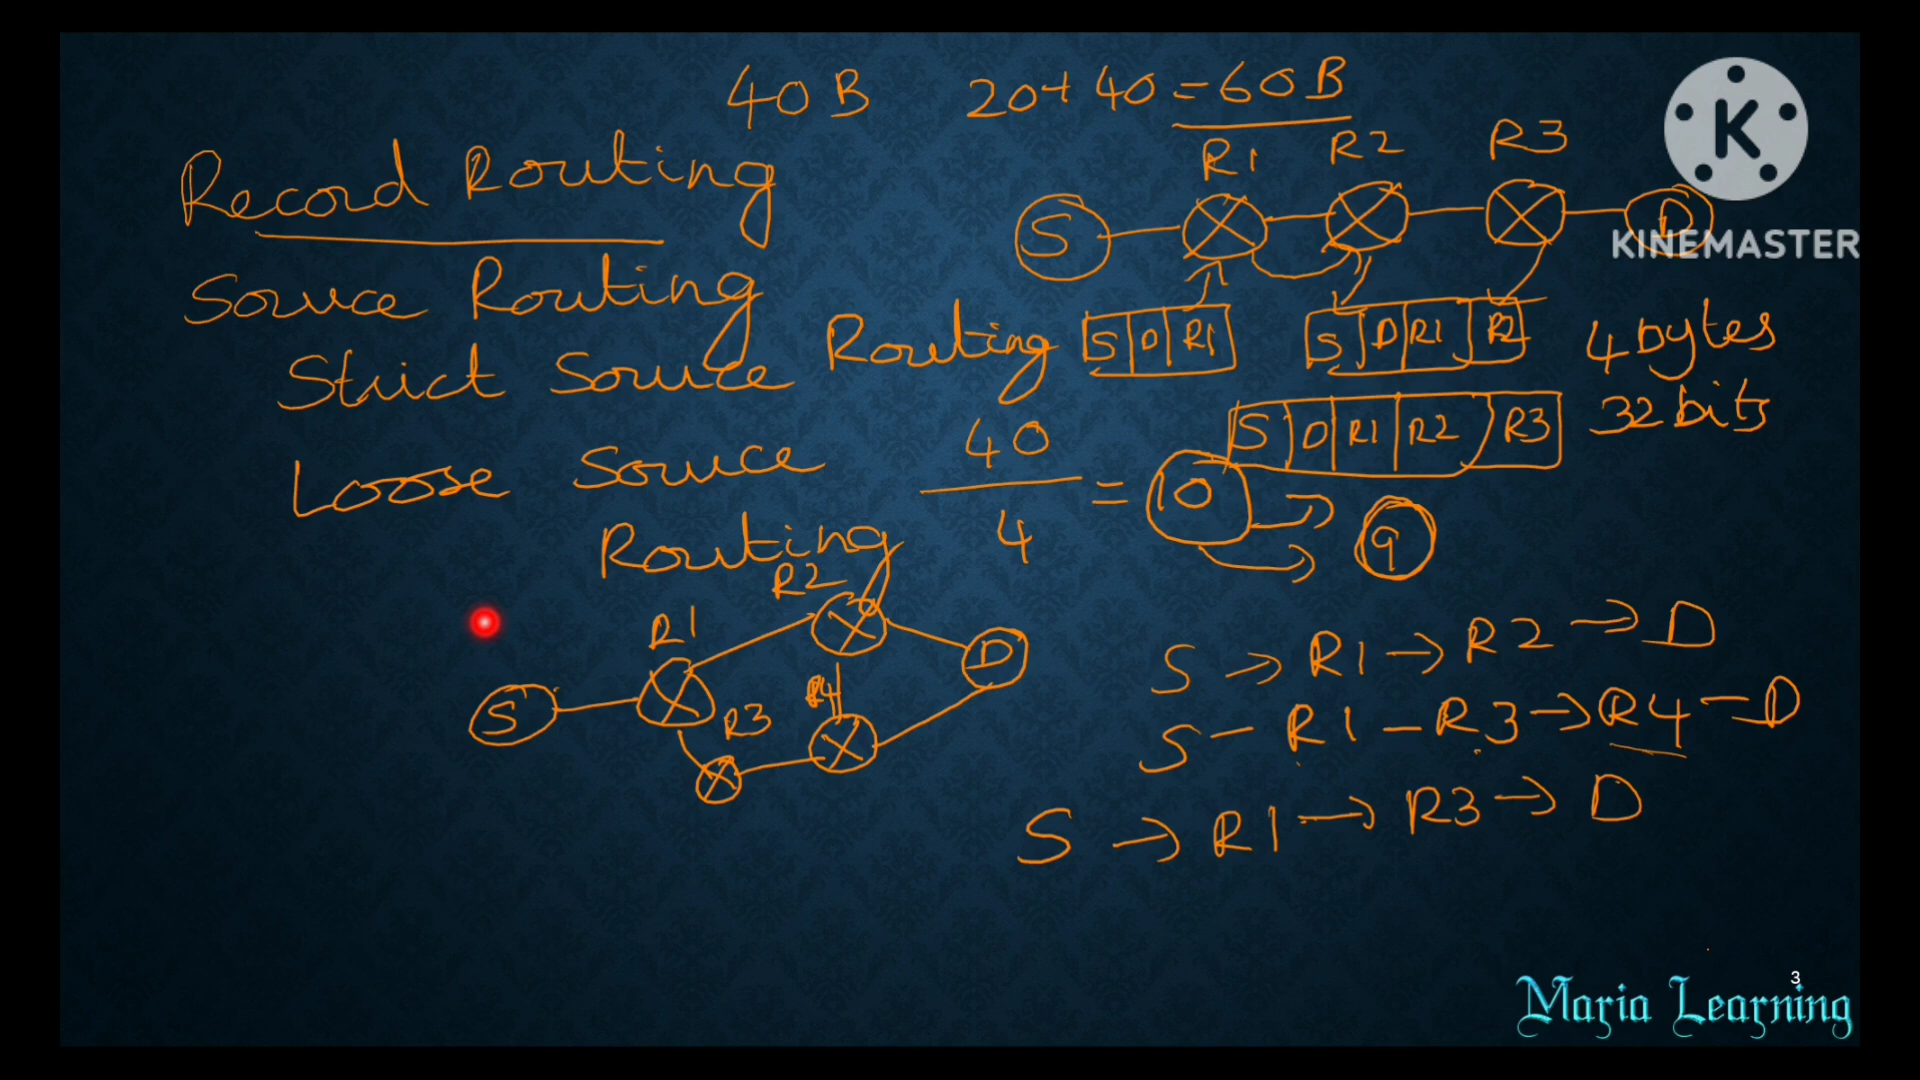 40 B 20+ 40 = 60 B
Record Routing
R1 R2 R3
S D
K
KINEMASTER
Source Routing
Strict Source Routing
S D R1
S D R1 R2
4 bytes
32 bits
S D R1 R2 R3
Loose Source
Routing
40
4
= 10 9
R2
R1
R3
R4
S D
S → R1 → R2 → D
S - R1 - R3 → R4 - D
S → R1 → R3 → D
3
Maria Learning